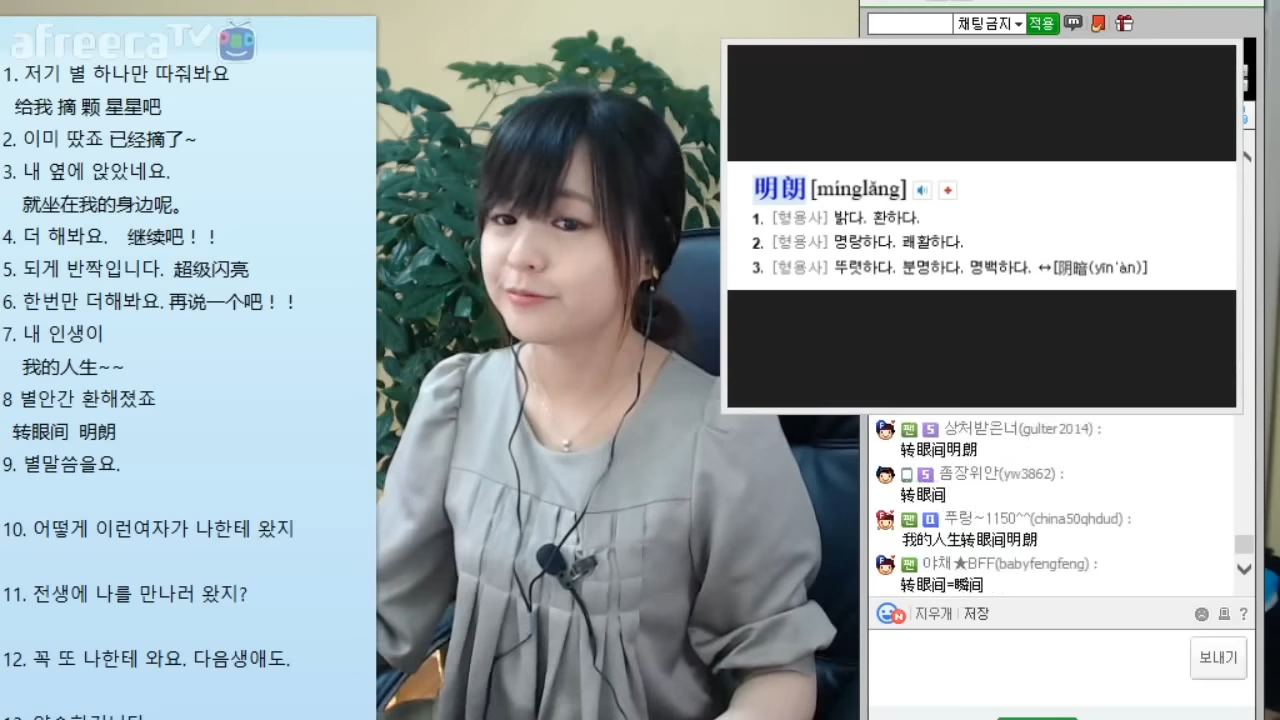 afreecaTV
1. 저기 별 하나만 따줘봐요
给我 摘 颗 星星吧
2. 이미 땄죠 已经摘了~
3. 내 옆에 앉았네요.
就坐在我的身边呢。
4. 더 해봐요. 继续吧！！
5. 되게 반짝입니다. 超级闪亮
6. 한번만 더해봐요. 再说一个吧！！
7. 내 인생이
我的人生~~
8 별안간 환해졌죠
转眼间 明朗
9. 별말씀을요.
10. 어떻게 이런여자가 나한테 왔지
11. 전생에 나를 만나러 왔지?
12. 꼭 또 나한테 와요. 다음생애도.
채팅금지 적용
明朗 [mínglǎng]
1. [형용사] 밝다. 환하다.
2. [형용사] 명랑하다. 쾌활하다.
3. [형용사] 뚜렷하다. 분명하다. 명백하다. ↔[阴暗(yīn'àn)]
팬 5 상처받은너(gulter2014) :
转眼间明朗
5 좀장위안(yw3862) :
转眼间
팬 푸렁~1150^^(china50qhdud) :
我的人生转眼间明朗
팬 야채★BFF(babyfengfeng) :
转眼间=瞬间
N 지우개 저장 ?
보내기